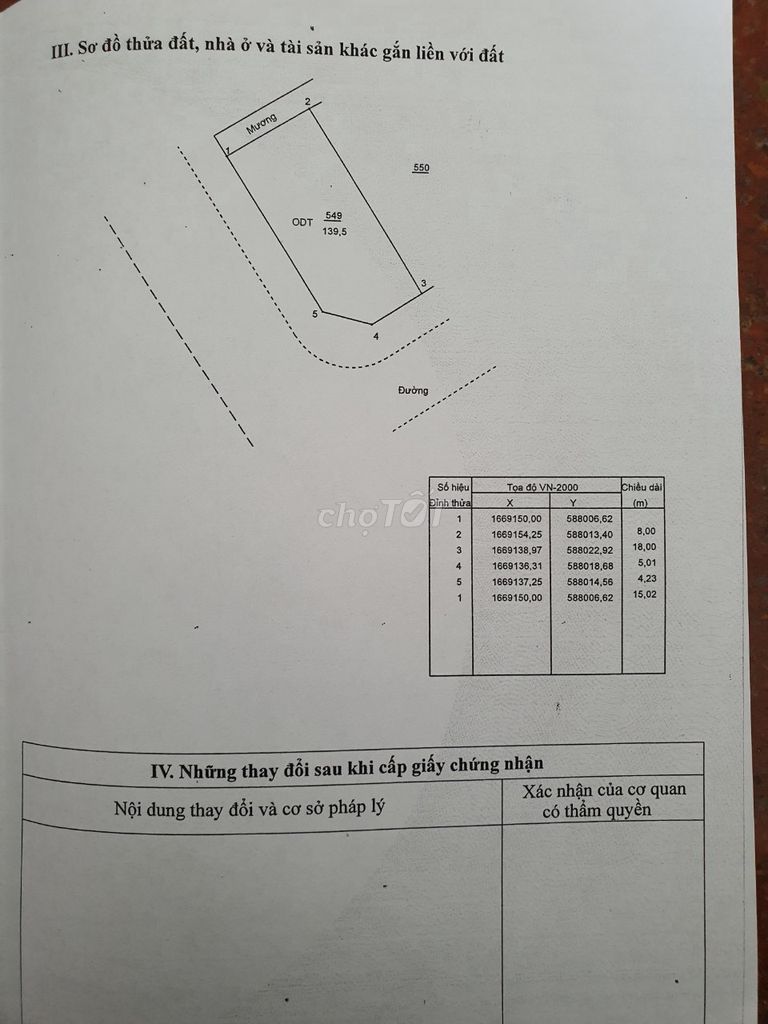 III. Sơ đồ thửa đất, nhà ở và tài sản khác gắn liền với đất
Mương
1
2
550
ODT 549
139,5
3
5
4
Đường
Số hiệu Tọa độ VN-2000 Chiều dài
Đỉnh thửa X Y (m)
1 1669150,00 588006,62
8,00
2 1669154,25 588013,40
18,00
3 1669138,97 588022,92
5,01
4 1669136,31 588018,68
4,23
5 1669137,25 588014,56
15,02
1 1669150,00 588006,62
chợTỐT
IV. Những thay đổi sau khi cấp giấy chứng nhận
Nội dung thay đổi và cơ sở pháp lý
Xác nhận của cơ quan
có thẩm quyền